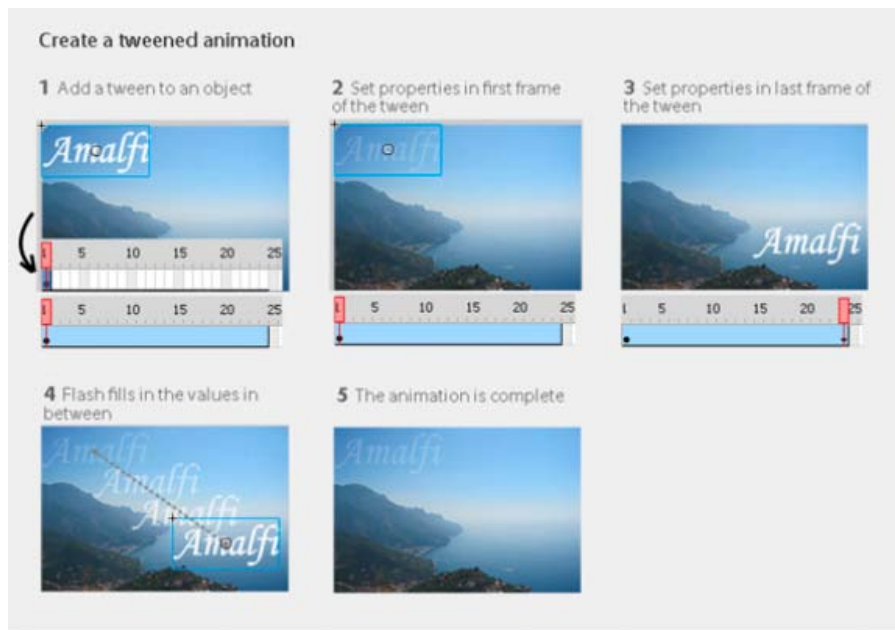 Create a tweened animation
1 Add a tween to an object
2 Set properties in first frame
of the tween
3 Set properties in last frame of
the tween
Amalfi
1 5 10 15 20 25
1 5 10 15 20 25
Amalfi
1 5 10 15 20 25
Amalfi
1 5 10 15 20 25
4 Flash fills in the values in
between
5 The animation is complete
Amalfi
Amalfi
Amalfi
Amalfi
Amalfi